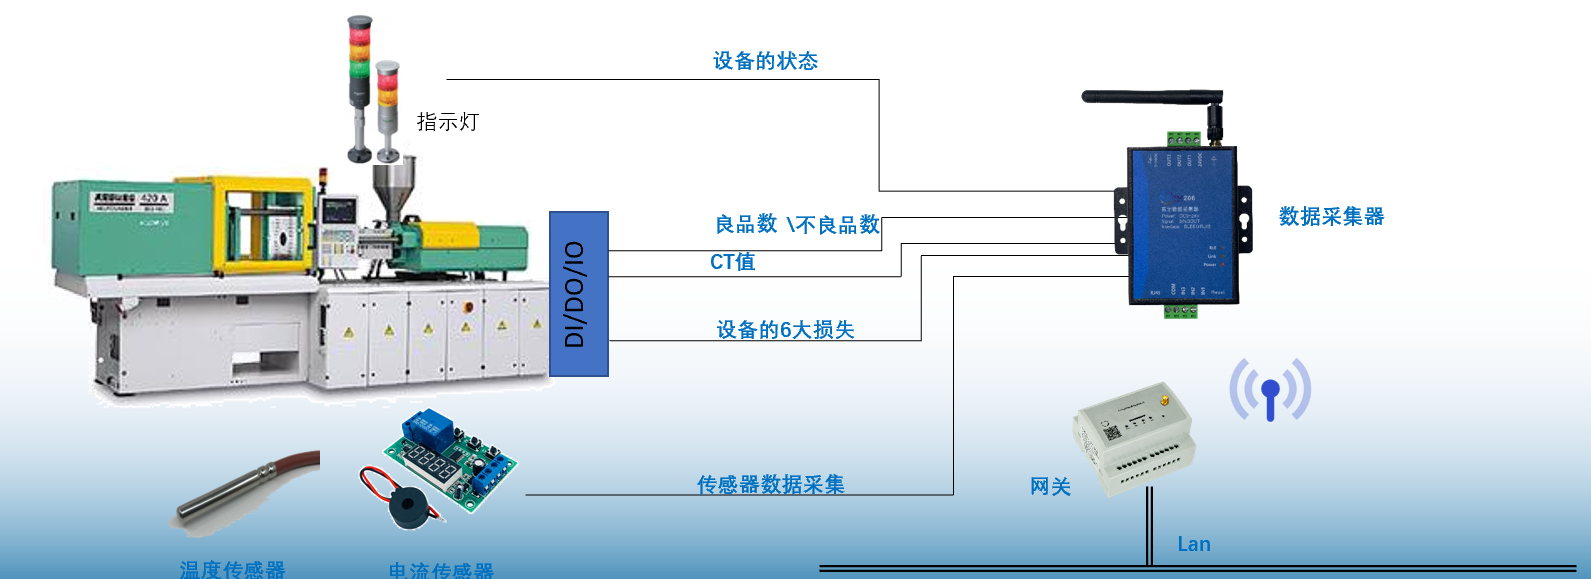 设备的状态
指示灯
420 A
206
良品数 \不良品数
数据采集器
CT值
DI/DO/IO
设备的6大损失
传感器数据采集
网关
Lan
温度传感器
电流传感器